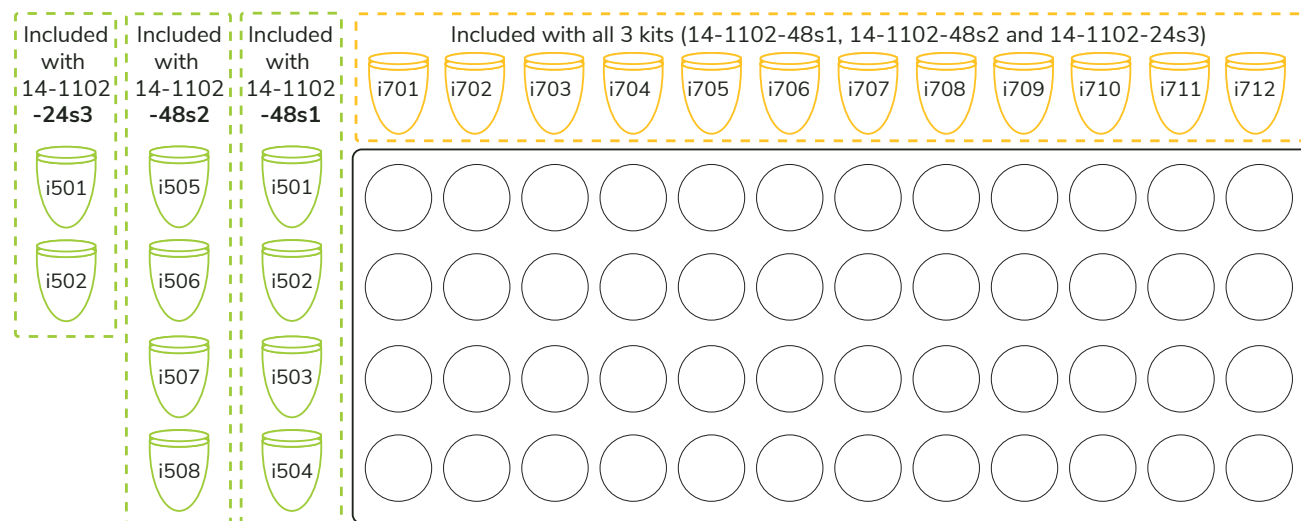 Included
with
14-1102
-24s3
Included
with
14-1102
-48s2
Included
with
14-1102
-48s1
Included with all 3 kits (14-1102-48s1, 14-1102-48s2 and 14-1102-24s3)
i701 i702 i703 i704 i705 i706 i707 i708 i709 i710 i711 i712
i501 i505 i501
i502 i506 i502
i507 i503
i508 i504